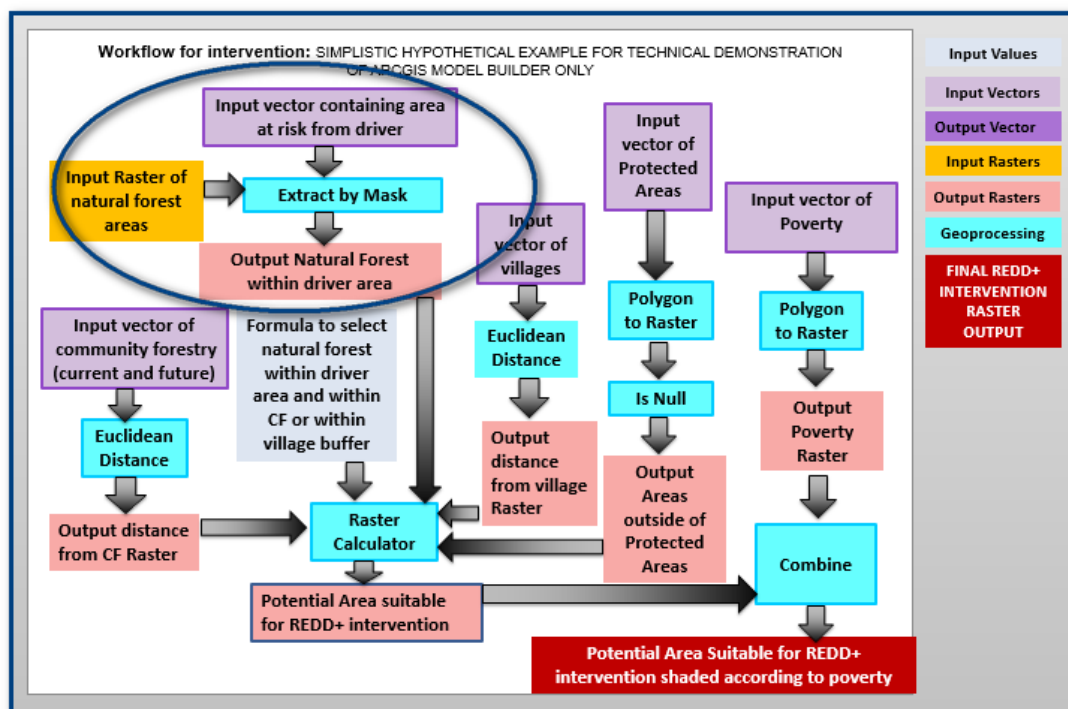 Workflow for intervention: SIMPLISTIC HYPOTHETICAL EXAMPLE FOR TECHNICAL DEMONSTRATION
OF ARCGIS MODEL BUILDER ONLY
Input vector containing area
at risk from driver
Input Raster of
natural forest
areas
Extract by Mask
Output Natural Forest
within driver area
Input vector of
community forestry
(current and future)
Euclidean
Distance
Output distance
from CF Raster
Formula to select
natural forest
within driver
area and within
CF or within
village buffer
Raster
Calculator
Potential Area suitable
for REDD+ intervention
Input
vector of
villages
Euclidean
Distance
Output
distance
from village
Raster
Input
vector of
Protected
Areas
Polygon
to Raster
Is Null
Output
Areas
outside of
Protected
Areas
Input vector of
Poverty
Polygon
to Raster
Output
Poverty
Raster
Combine
Potential Area Suitable for REDD+
intervention shaded according to poverty
Input Values
Input Vectors
Output Vector
Input Rasters
Output Rasters
Geoprocessing
FINAL REDD+
INTERVENTION
RASTER
OUTPUT